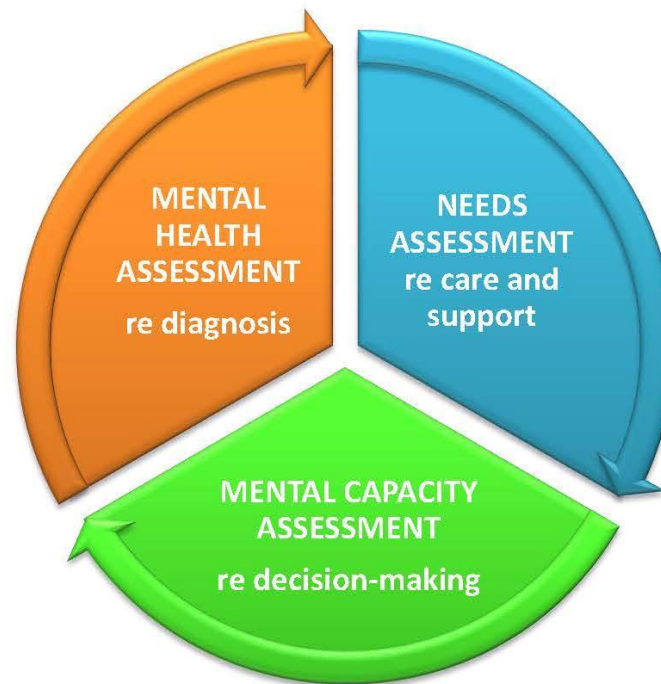 MENTAL
HEALTH
ASSESSMENT
re diagnosis
NEEDS
ASSESSMENT
re care and
support
MENTAL CAPACITY
ASSESSMENT
re decision-making